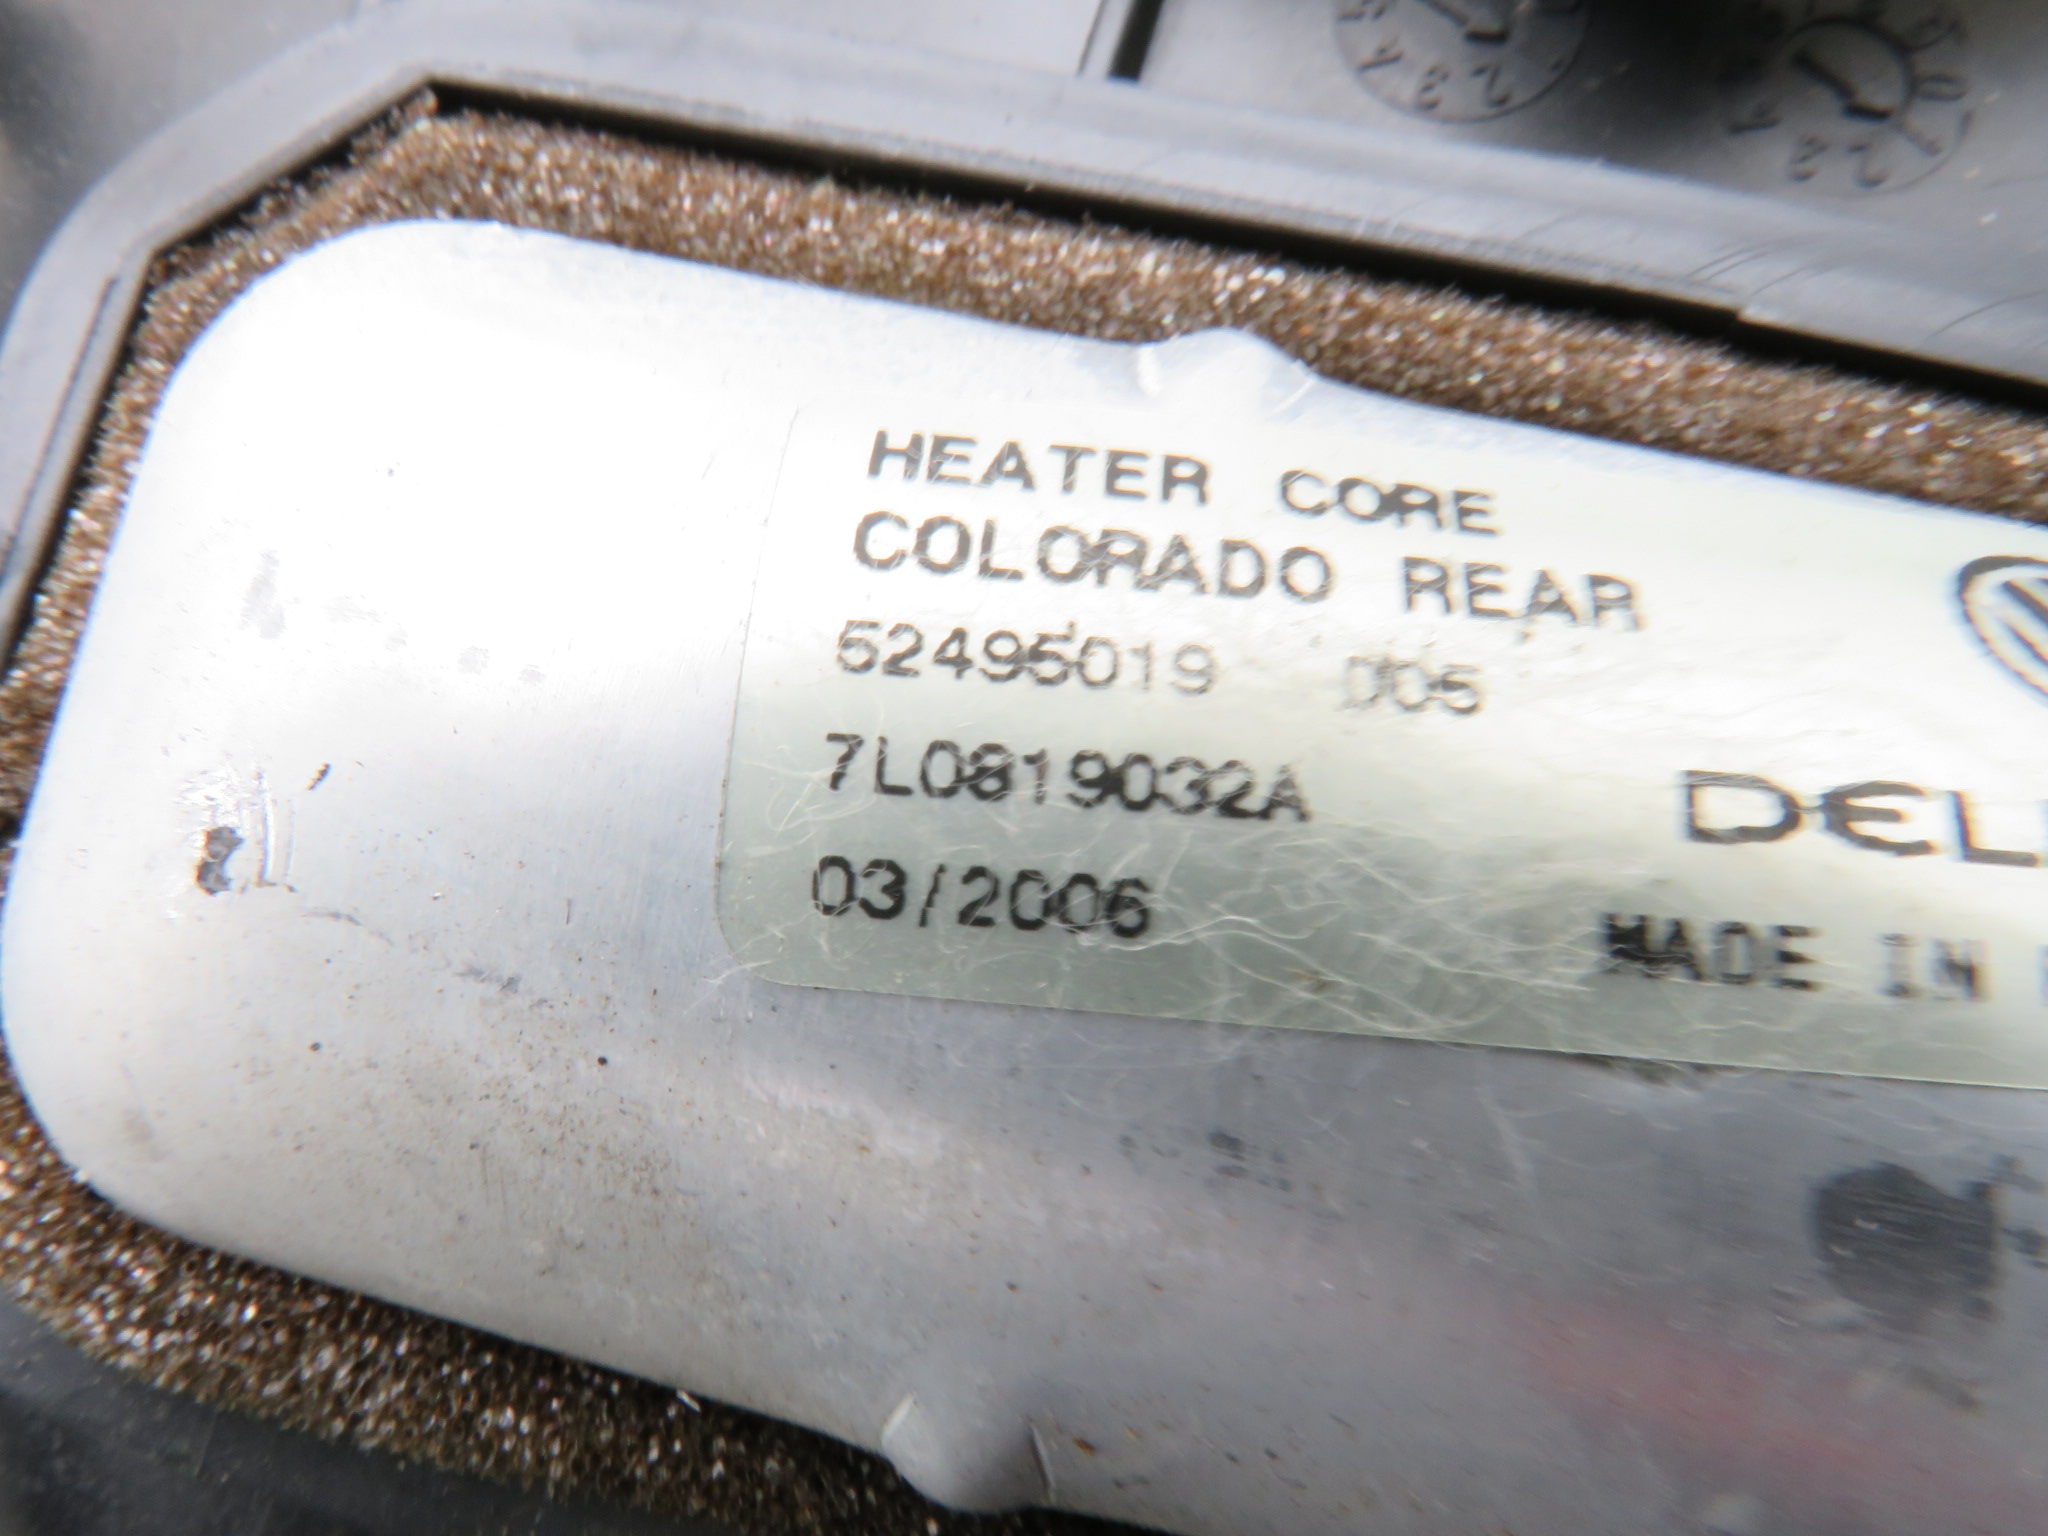 HEATER CORE
COLORADO REAR
52495019 D05
7L0819032A
03/2006
DEL
MADE IN